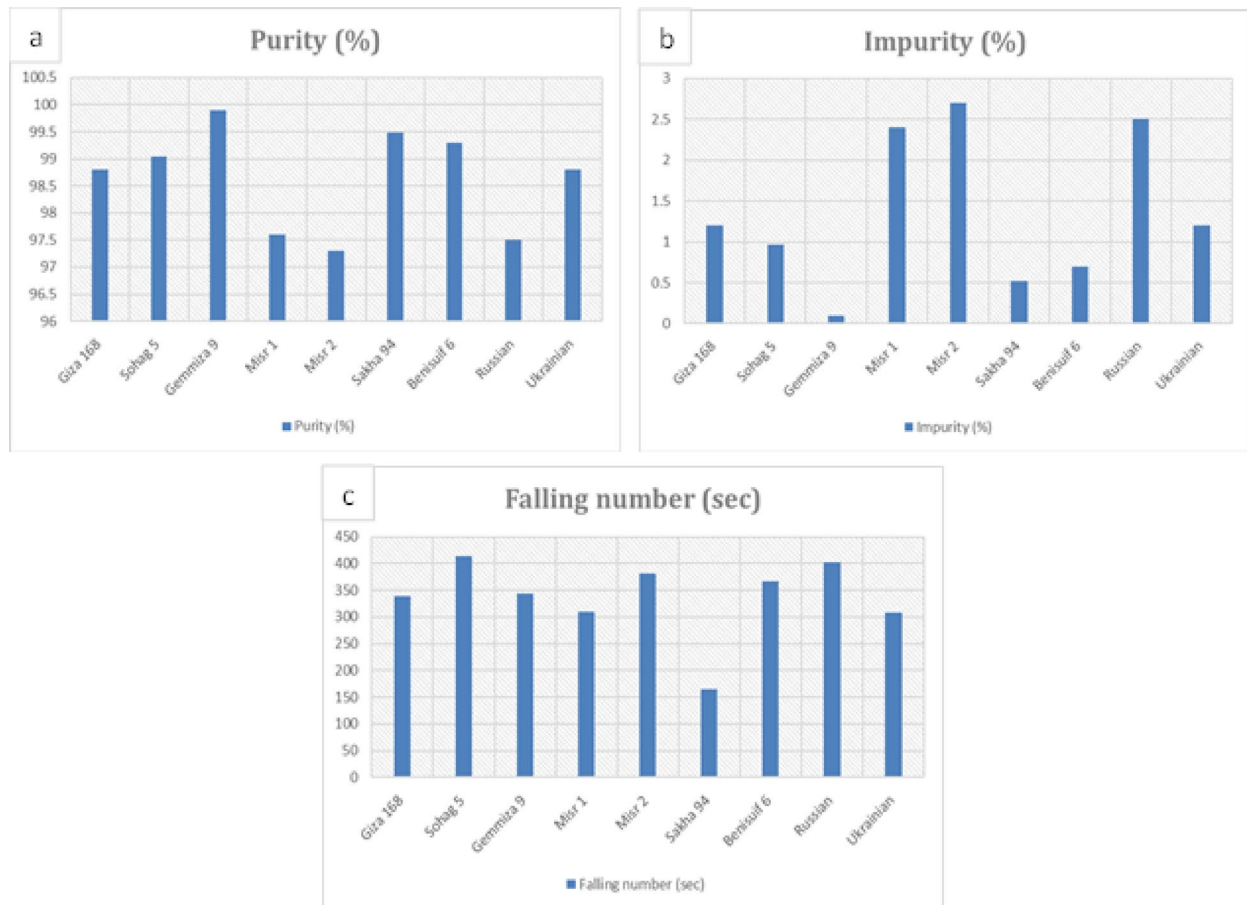 a
Purity (%)
100.5
100
99.5
99
98.5
98
97.5
97
96.5
96
Giza 168
Sohag 5
Gemmiza 9
Misr 1
Misr 2
Sakha 94
Benisuif 6
Russian
Ukrainian
Purity (%)
b
Impurity (%)
3
2.5
2
1.5
1
0.5
0
Giza 168
Sohag 5
Gemmiza 9
Misr 1
Misr 2
Sakha 94
Benisuif 6
Russian
Ukrainian
Impurity (%)
c
Falling number (sec)
450
400
350
300
250
200
150
100
50
0
Giza 168
Sohag 5
Gemmiza 9
Misr 1
Misr 2
Sakha 94
Benisuif 6
Russian
Ukrainian
Falling number (sec)